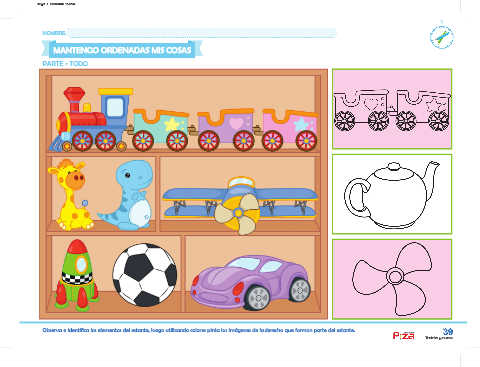 NOMBRE:
MANTENGO ORDENADAS MIS COSAS
PARTE - TODO
Observa e identifica los elementos del estante, luego utilizando colores pinta las imágenes de la derecha que forman parte del estante.
39